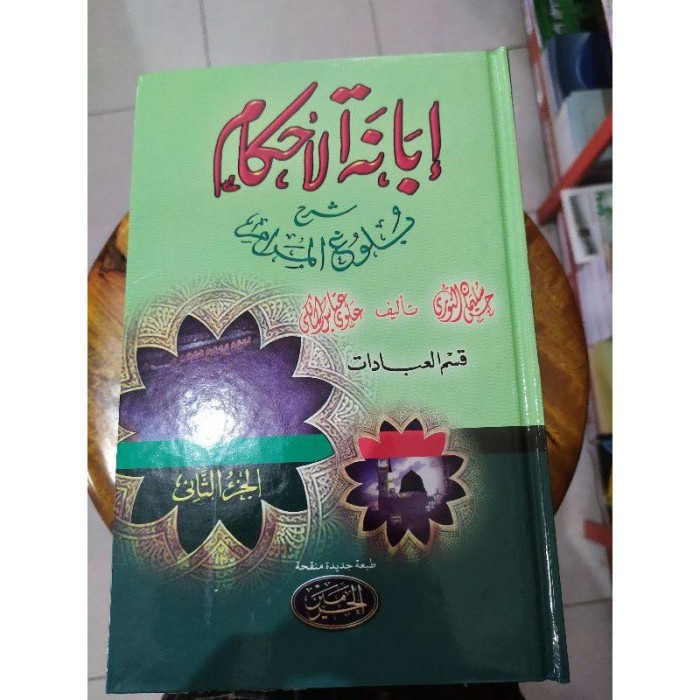 إبانة الأحكام
شرح
بلوغ المرام
حسن سليمان النوري تأليف علوي عباس المالكي
قسم العبادات
الجزء الثاني
طبعة جديدة منقحة
الحرمين